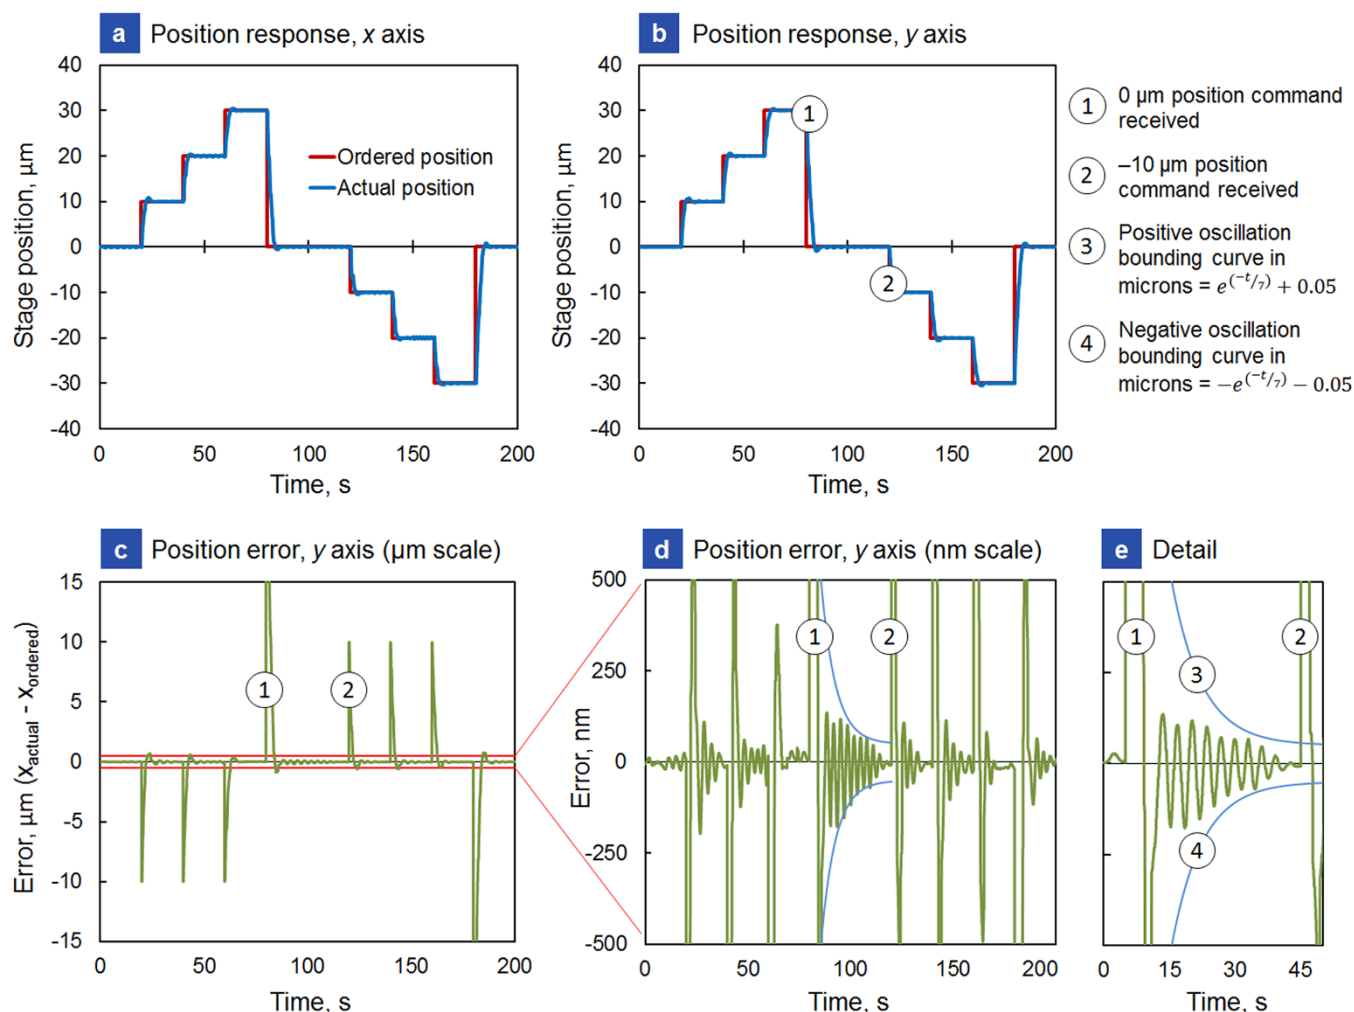 a Position response, x axis
b Position response, y axis
40
30
20
10
0
-10
-20
-30
-40
Stage position, µm
Ordered position
Actual position
0 50 100 150 200
Time, s
40
30
20
10
0
-10
-20
-30
-40
Stage position, µm
1
2
0 50 100 150 200
Time, s
1 0 µm position command
received
2 –10 µm position
command received
3 Positive oscillation
bounding curve in
microns = e^(−t/7) + 0.05
4 Negative oscillation
bounding curve in
microns = −e^(−t/7) − 0.05
c Position error, y axis (µm scale)
15
10
5
0
-5
-10
-15
Error, µm (xactual - xordered)
1
2
0 50 100 150 200
Time, s
d Position error, y axis (nm scale)
500
250
0
-250
-500
Error, nm
1
2
0 50 100 150 200
Time, s
e Detail
1
2
3
4
0 15 30 45
Time, s